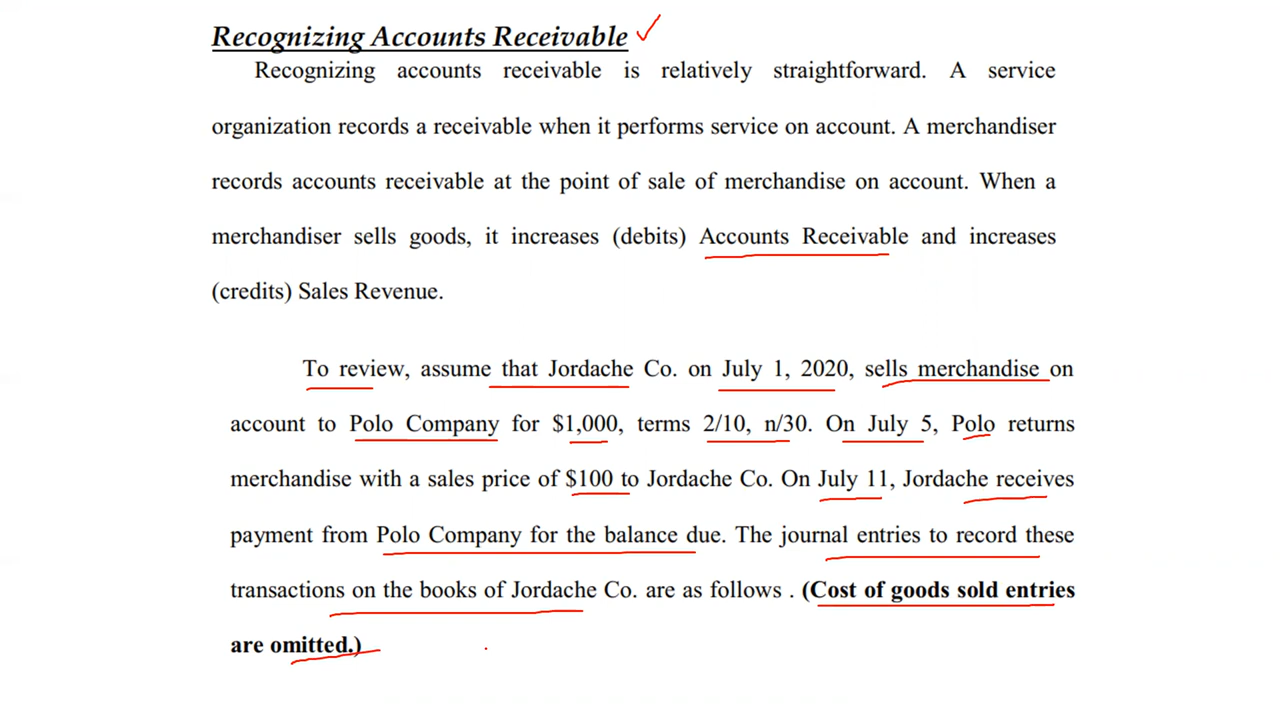 Recognizing Accounts Receivable
Recognizing accounts receivable is relatively straightforward. A service
organization records a receivable when it performs service on account. A merchandiser
records accounts receivable at the point of sale of merchandise on account. When a
merchandiser sells goods, it increases (debits) Accounts Receivable and increases
(credits) Sales Revenue.
To review, assume that Jordache Co. on July 1, 2020, sells merchandise on
account to Polo Company for $1,000, terms 2/10, n/30. On July 5, Polo returns
merchandise with a sales price of $100 to Jordache Co. On July 11, Jordache receives
payment from Polo Company for the balance due. The journal entries to record these
transactions on the books of Jordache Co. are as follows . (Cost of goods sold entries
are omitted.)